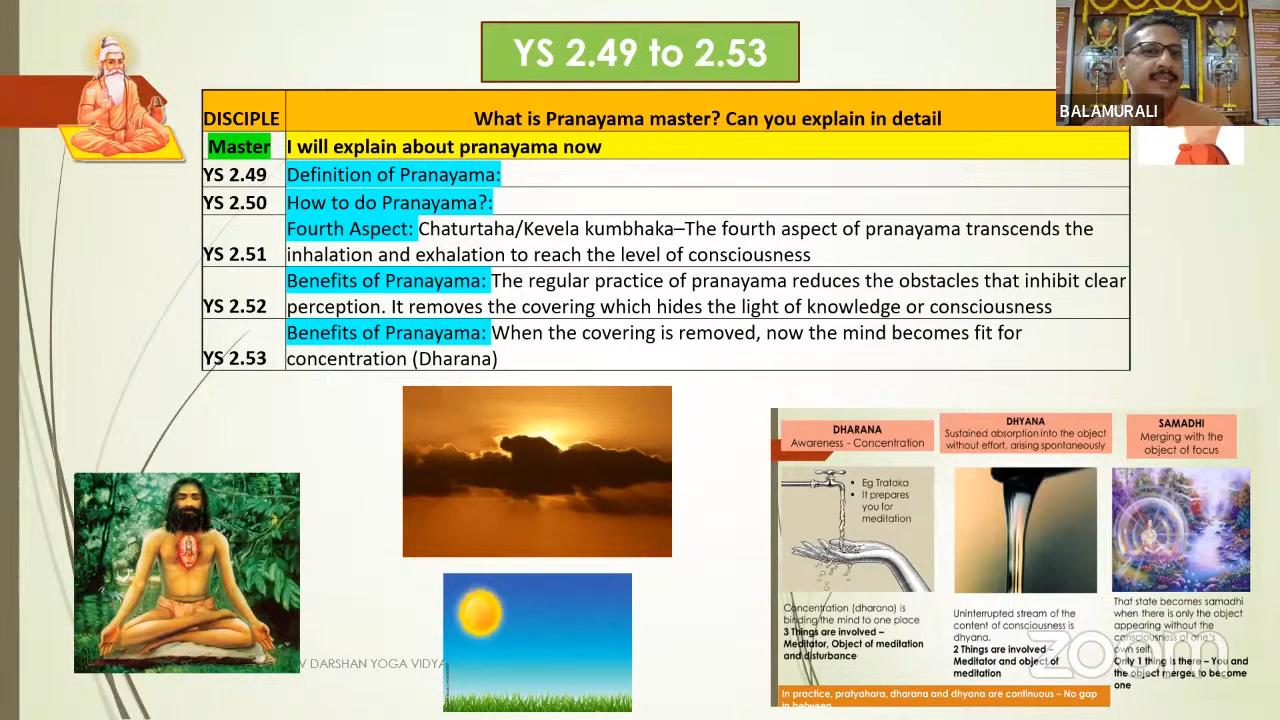 YS 2.49 to 2.53
BALAMURALI
DISCIPLE What is Pranayama master? Can you explain in detail
Master I will explain about pranayama now
YS 2.49 Definition of Pranayama:
YS 2.50 How to do Pranayama?:
Fourth Aspect: Chaturtaha/Kevela kumbhaka–The fourth aspect of pranayama transcends the
YS 2.51 inhalation and exhalation to reach the level of consciousness
Benefits of Pranayama: The regular practice of pranayama reduces the obstacles that inhibit clear
YS 2.52 perception. It removes the covering which hides the light of knowledge or consciousness
Benefits of Pranayama: When the covering is removed, now the mind becomes fit for
YS 2.53 concentration (Dharana)
DHARANA
Awareness - Concentration
Eg Trataka
It prepares
you for
meditation
Concentration (dharana) is
binding the mind to one place
3 Things are involved –
Meditator, Object of meditation
and disturbance
DHYANA
Sustained absorption into the object
without effort, arising spontaneously
Uninterrupted stream of the
content of consciousness is
dhyana.
2 Things are involved –
Meditator and object of
meditation
SAMADHI
Merging with the
object of focus
That state becomes samadhi
when there is only the object
appearing without the
consciousness of one's
own self
Only 1 thing is there – You and
the object merges to become
one
In practice, pratyahara, dharana and dhyana are continuous – No gap
in between
V DARSHAN YOGA VIDYA
zoom